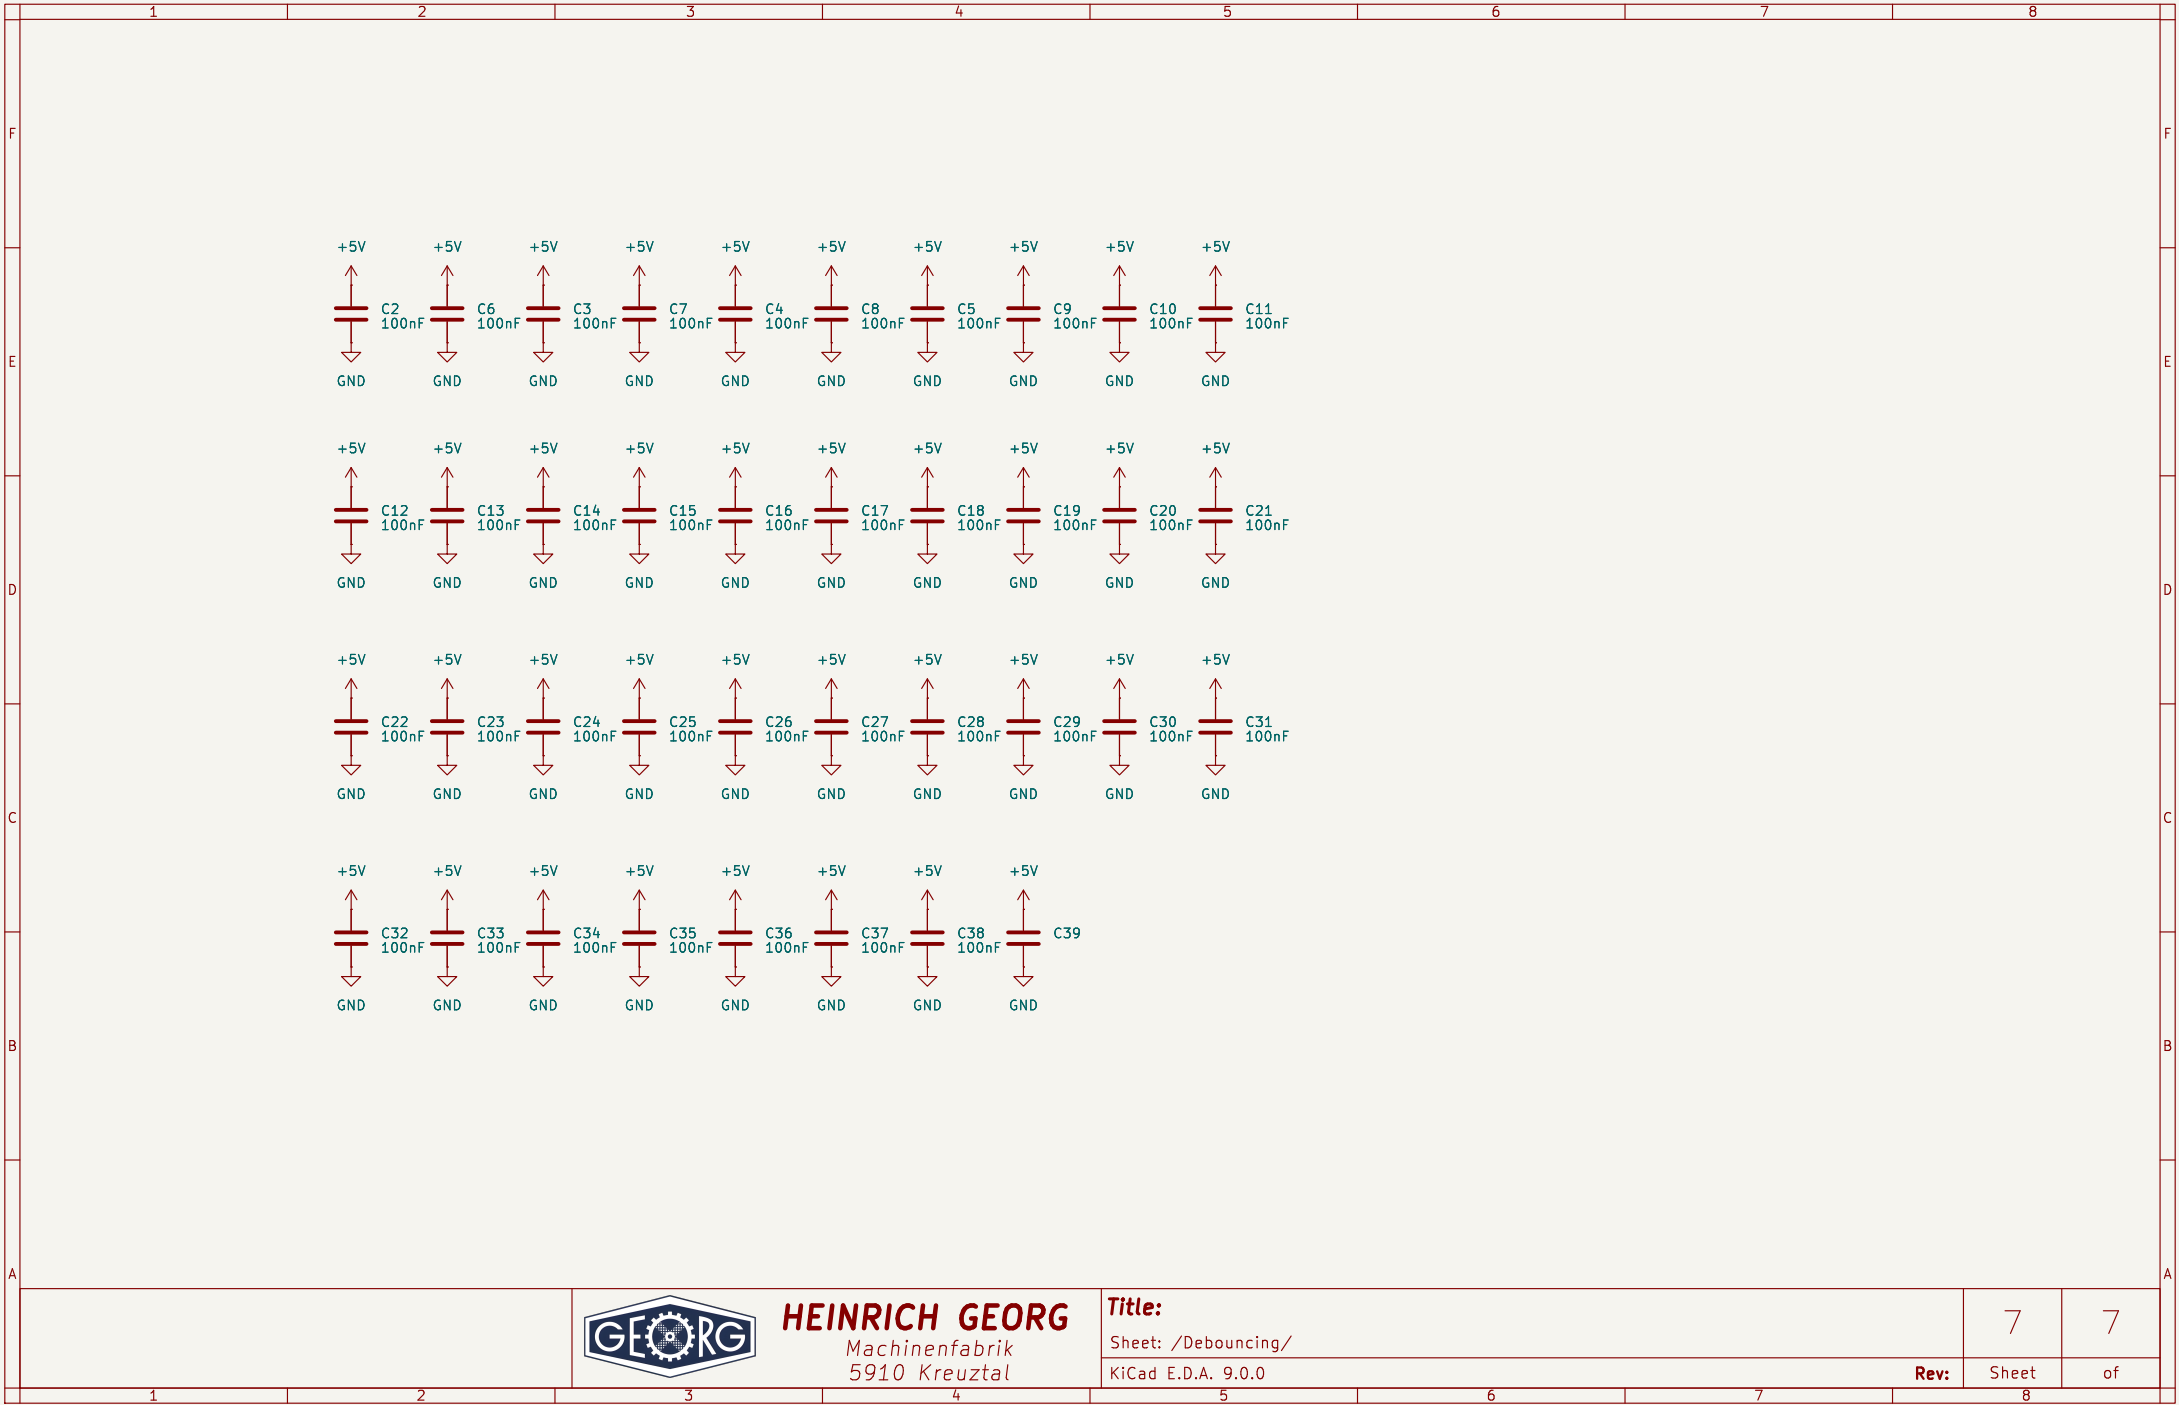 1 2 3 4 5 6 7 8
F F
+5V +5V +5V +5V +5V +5V +5V +5V +5V +5V
C2 C6 C3 C7 C4 C8 C5 C9 C10 C11
100nF 100nF 100nF 100nF 100nF 100nF 100nF 100nF 100nF 100nF
E E
GND GND GND GND GND GND GND GND GND GND
+5V +5V +5V +5V +5V +5V +5V +5V +5V +5V
C12 C13 C14 C15 C16 C17 C18 C19 C20 C21
100nF 100nF 100nF 100nF 100nF 100nF 100nF 100nF 100nF 100nF
GND GND GND GND GND GND GND GND GND GND
D D
+5V +5V +5V +5V +5V +5V +5V +5V +5V +5V
C22 C23 C24 C25 C26 C27 C28 C29 C30 C31
100nF 100nF 100nF 100nF 100nF 100nF 100nF 100nF 100nF 100nF
GND GND GND GND GND GND GND GND GND GND
C C
+5V +5V +5V +5V +5V +5V +5V +5V
C32 C33 C34 C35 C36 C37 C38 C39
100nF 100nF 100nF 100nF 100nF 100nF 100nF
GND GND GND GND GND GND GND GND
B B
A A
GEORG
HEINRICH GEORG
Machinenfabrik
5910 Kreuztal
Title:
Sheet: /Debouncing/
KiCad E.D.A. 9.0.0
Rev:
7 7
Sheet of
1 2 3 4 5 6 7 8